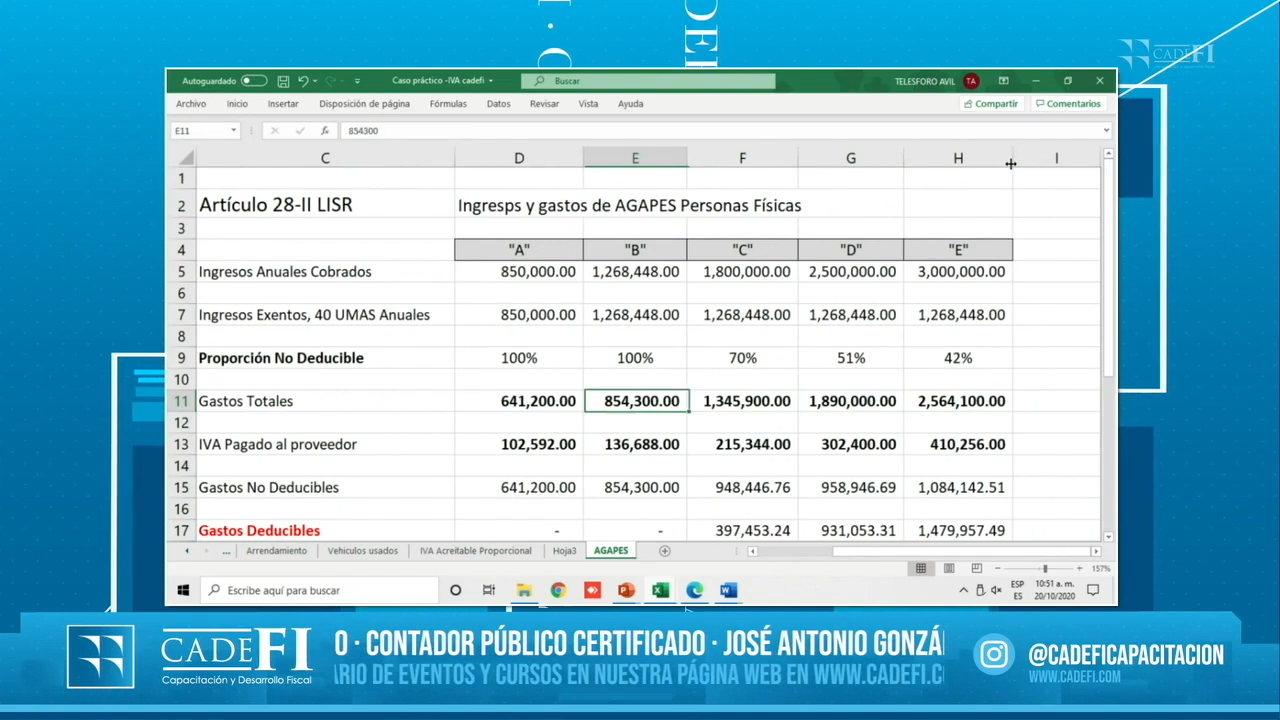 CADEFI
Autoguardado
Caso práctico -IVA cadefi
Buscar
TELESFORO AVIL
TA
Archivo Inicio Insertar Disposición de página Fórmulas Datos Revisar Vista Ayuda
Compartir Comentarios
E11 fx 854300
C D E F G H I
1
2 Artículo 28-II LISR Ingresps y gastos de AGAPES Personas Físicas
3
4 "A" "B" "C" "D" "E"
5 Ingresos Anuales Cobrados 850,000.00 1,268,448.00 1,800,000.00 2,500,000.00 3,000,000.00
6
7 Ingresos Exentos, 40 UMAS Anuales 850,000.00 1,268,448.00 1,268,448.00 1,268,448.00 1,268,448.00
8
9 Proporción No Deducible 100% 100% 70% 51% 42%
10
11 Gastos Totales 641,200.00 854,300.00 1,345,900.00 1,890,000.00 2,564,100.00
12
13 IVA Pagado al proveedor 102,592.00 136,688.00 215,344.00 302,400.00 410,256.00
14
15 Gastos No Deducibles 641,200.00 854,300.00 948,446.76 958,946.69 1,084,142.51
16
17 Gastos Deducibles - - 397,453.24 931,053.31 1,479,957.49
... Arrendamiento Vehiculos usados IVA Acreitable Proporcional Hoja3 AGAPES
157%
Escribe aquí para buscar
ESP
ES
10:51 a. m.
20/10/2020
CADEFI
Capacitación y Desarrollo Fiscal
O · CONTADOR PÚBLICO CERTIFICADO · JOSÉ ANTONIO GONZÁ
ARIO DE EVENTOS Y CURSOS EN NUESTRA PÁGINA WEB EN WWW.CADEFI.C
@CADEFICAPACITACION
WWW.CADEFI.COM